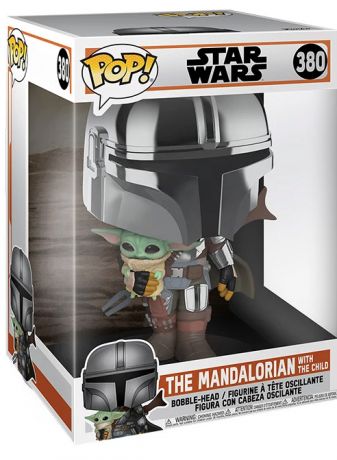 POP!
STAR
WARS
380
380
THE MANDALORIAN WITH
THE CHILD
BOBBLE-HEAD / FIGURINE À TÊTE OSCILLANTE
FIGURA CON CABEZA OSCILANTE
WARNING: